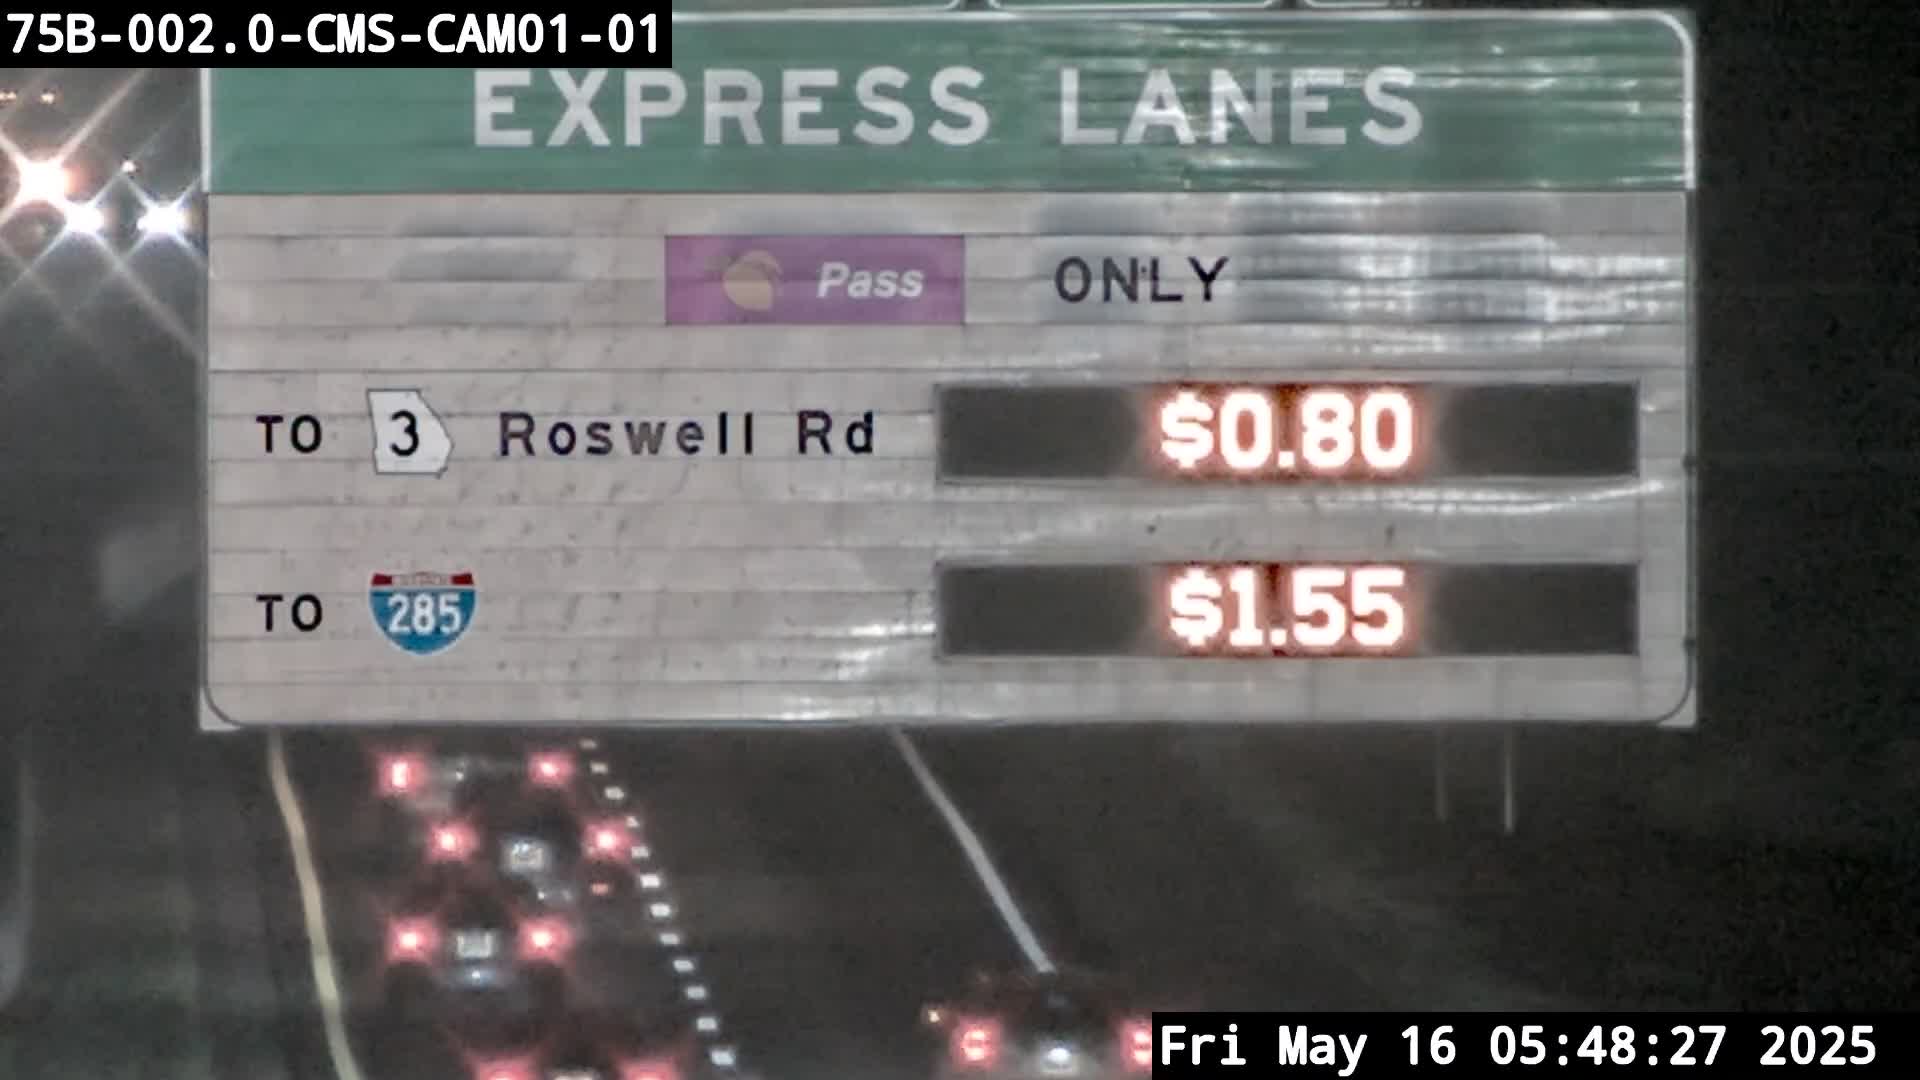 75B-002.0-CMS-CAM01-01
EXPRESS LANES
Pass ONLY
TO 3 Roswell Rd $0.80
TO 285 $1.55
Fri May 16 05:48:27 2025